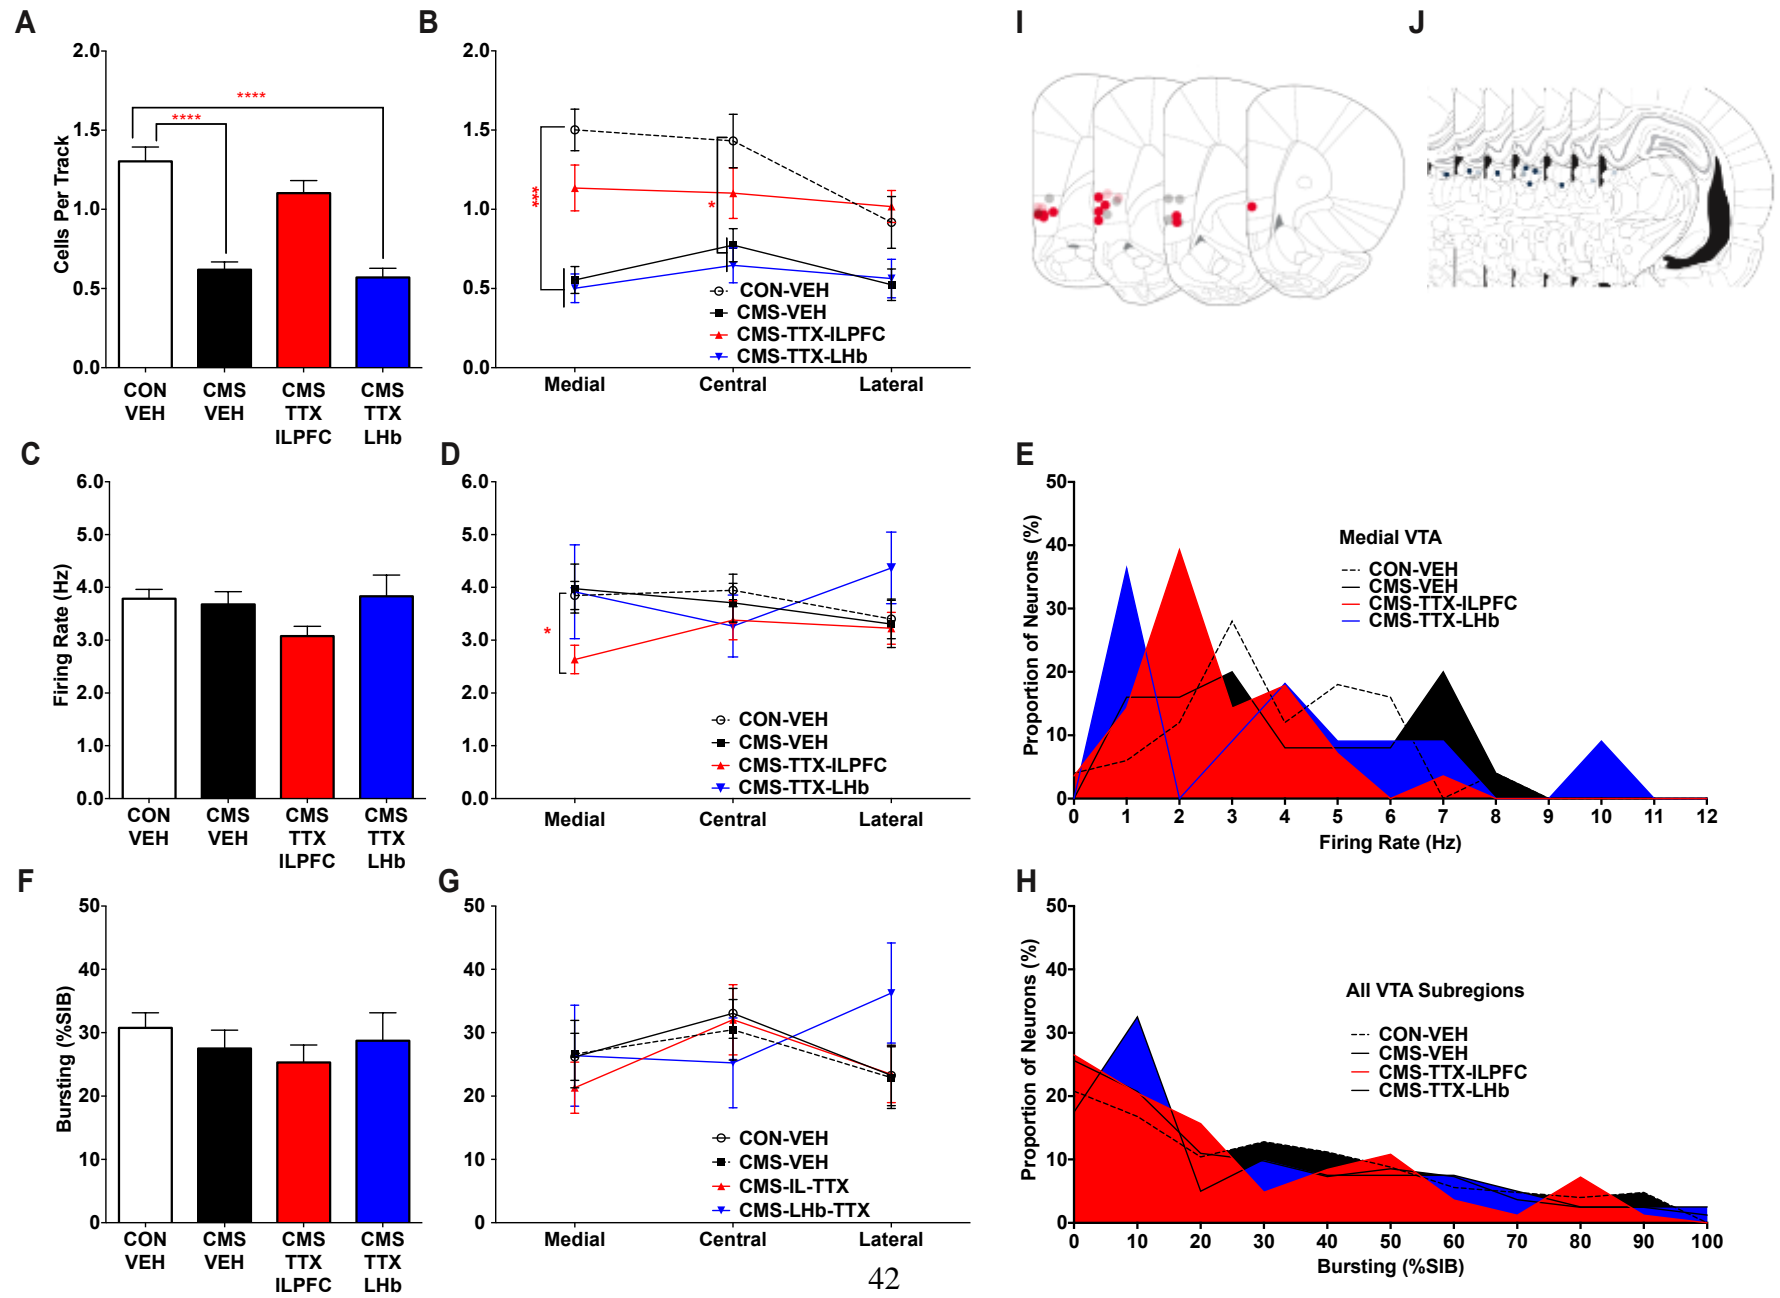 A
2.0
1.5
1.0
0.5
0.0
Cells Per Track
****
****
CON
VEH
CMS
VEH
CMS
TTX
ILPFC
CMS
TTX
LHb
B
2.0
1.5
1.0
0.5
0.0
***
*
CON-VEH
CMS-VEH
CMS-TTX-ILPFC
CMS-TTX-LHb
Medial
Central
Lateral
I
J
C
6.0
5.0
4.0
3.0
2.0
1.0
0.0
Firing Rate (Hz)
CON
VEH
CMS
VEH
CMS
TTX
ILPFC
CMS
TTX
LHb
D
6.0
5.0
4.0
3.0
2.0
1.0
0.0
*
CON-VEH
CMS-VEH
CMS-TTX-ILPFC
CMS-TTX-LHb
Medial
Central
Lateral
E
50
40
30
20
10
0
Proportion of Neurons (%)
Medial VTA
CON-VEH
CMS-VEH
CMS-TTX-ILPFC
CMS-TTX-LHb
0 1 2 3 4 5 6 7 8 9 10 11 12
Firing Rate (Hz)
F
50
40
30
20
10
0
Bursting (%SIB)
CON
VEH
CMS
VEH
CMS
TTX
ILPFC
CMS
TTX
LHb
G
50
40
30
20
10
0
CON-VEH
CMS-VEH
CMS-IL-TTX
CMS-LHb-TTX
Medial
Central
Lateral
H
50
40
30
20
10
0
Proportion of Neurons (%)
All VTA Subregions
CON-VEH
CMS-VEH
CMS-TTX-ILPFC
CMS-TTX-LHb
0 10 20 30 40 50 60 70 80 90 100
Bursting (%SIB)
42